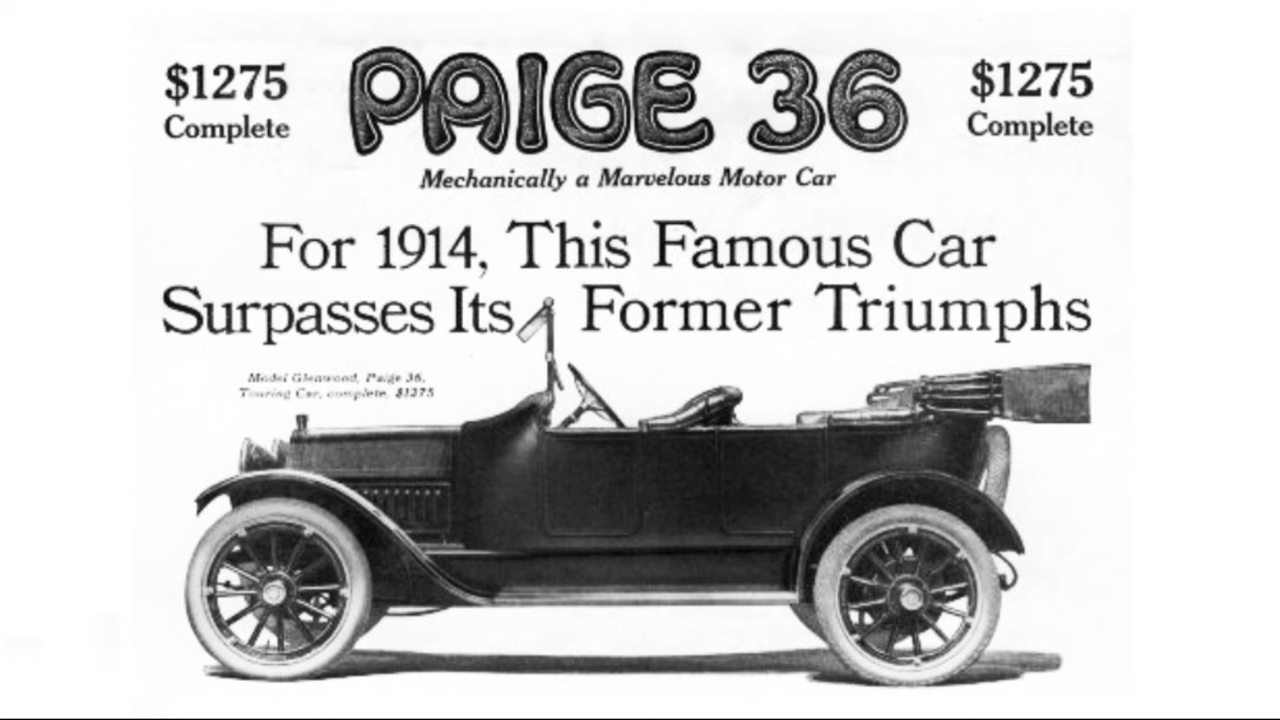 $1275
Complete
PAIGE 36
$1275
Complete
Mechanically a Marvelous Motor Car
For 1914, This Famous Car
Surpasses Its Former Triumphs
Model Glenwood, Paige 36,
Touring Car, complete, $1275